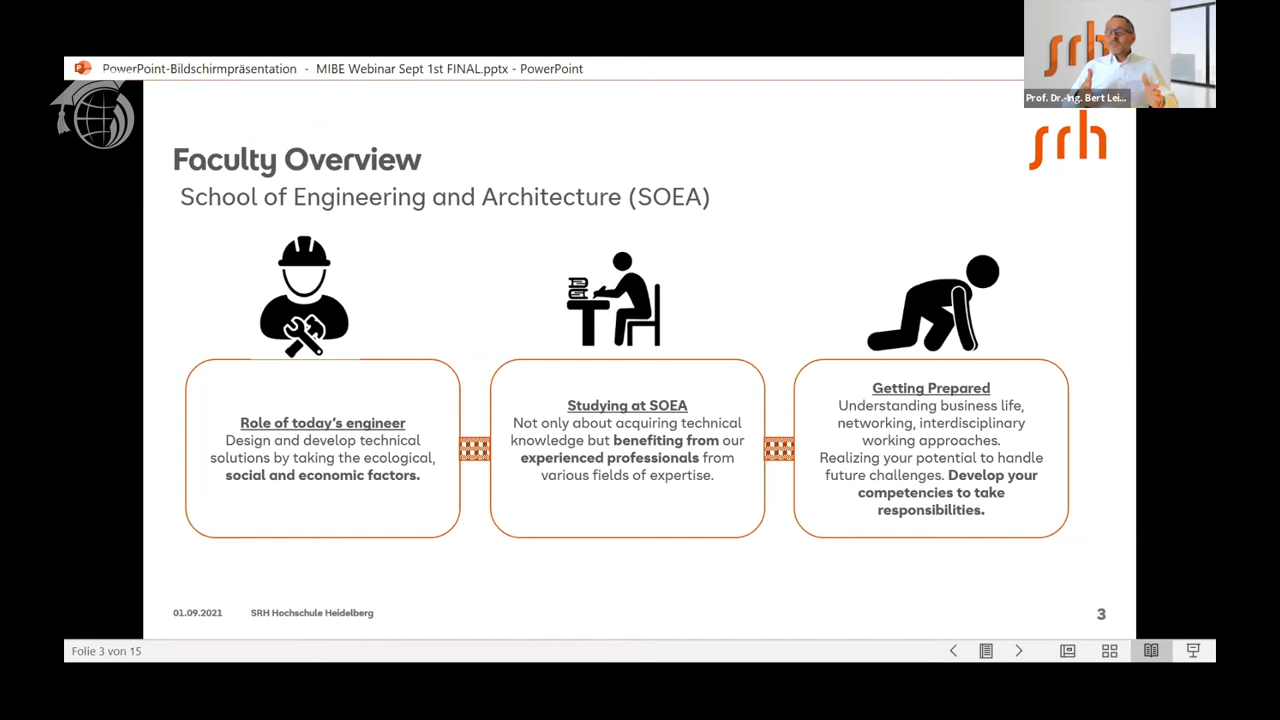 PowerPoint-Bildschirmpräsentation - MIBE Webinar Sept 1st FINAL.pptx - PowerPoint
srh
Prof. Dr.-Ing. Bert Lei...
srh
Faculty Overview
School of Engineering and Architecture (SOEA)
Role of today's engineer
Design and develop technical
solutions by taking the ecological,
social and economic factors.
Studying at SOEA
Not only about acquiring technical
knowledge but benefiting from our
experienced professionals from
various fields of expertise.
Getting Prepared
Understanding business life,
networking, interdisciplinary
working approaches.
Realizing your potential to handle
future challenges. Develop your
competencies to take
responsibilities.
01.09.2021 SRH Hochschule Heidelberg
3
Folie 3 von 15